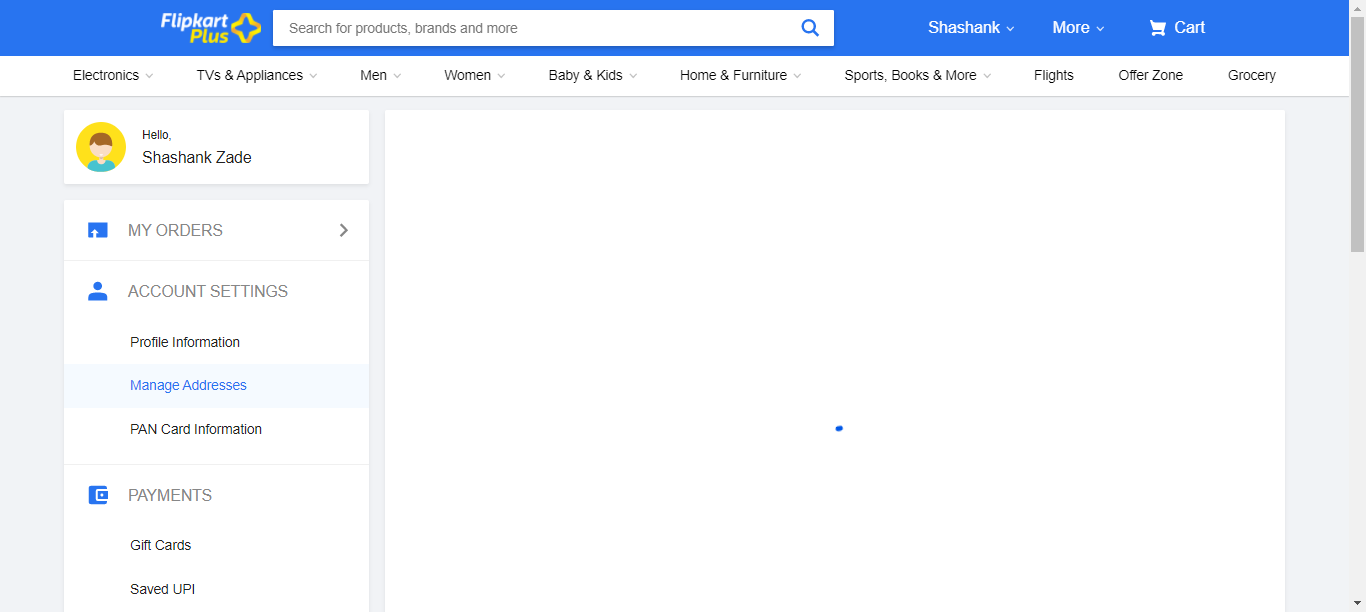 Flipkart
Plus
Search for products, brands and more
Shashank
More
Cart
Electronics
TVs & Appliances
Men
Women
Baby & Kids
Home & Furniture
Sports, Books & More
Flights
Offer Zone
Grocery
Hello,
Shashank Zade
MY ORDERS
ACCOUNT SETTINGS
Profile Information
Manage Addresses
PAN Card Information
PAYMENTS
Gift Cards
Saved UPI